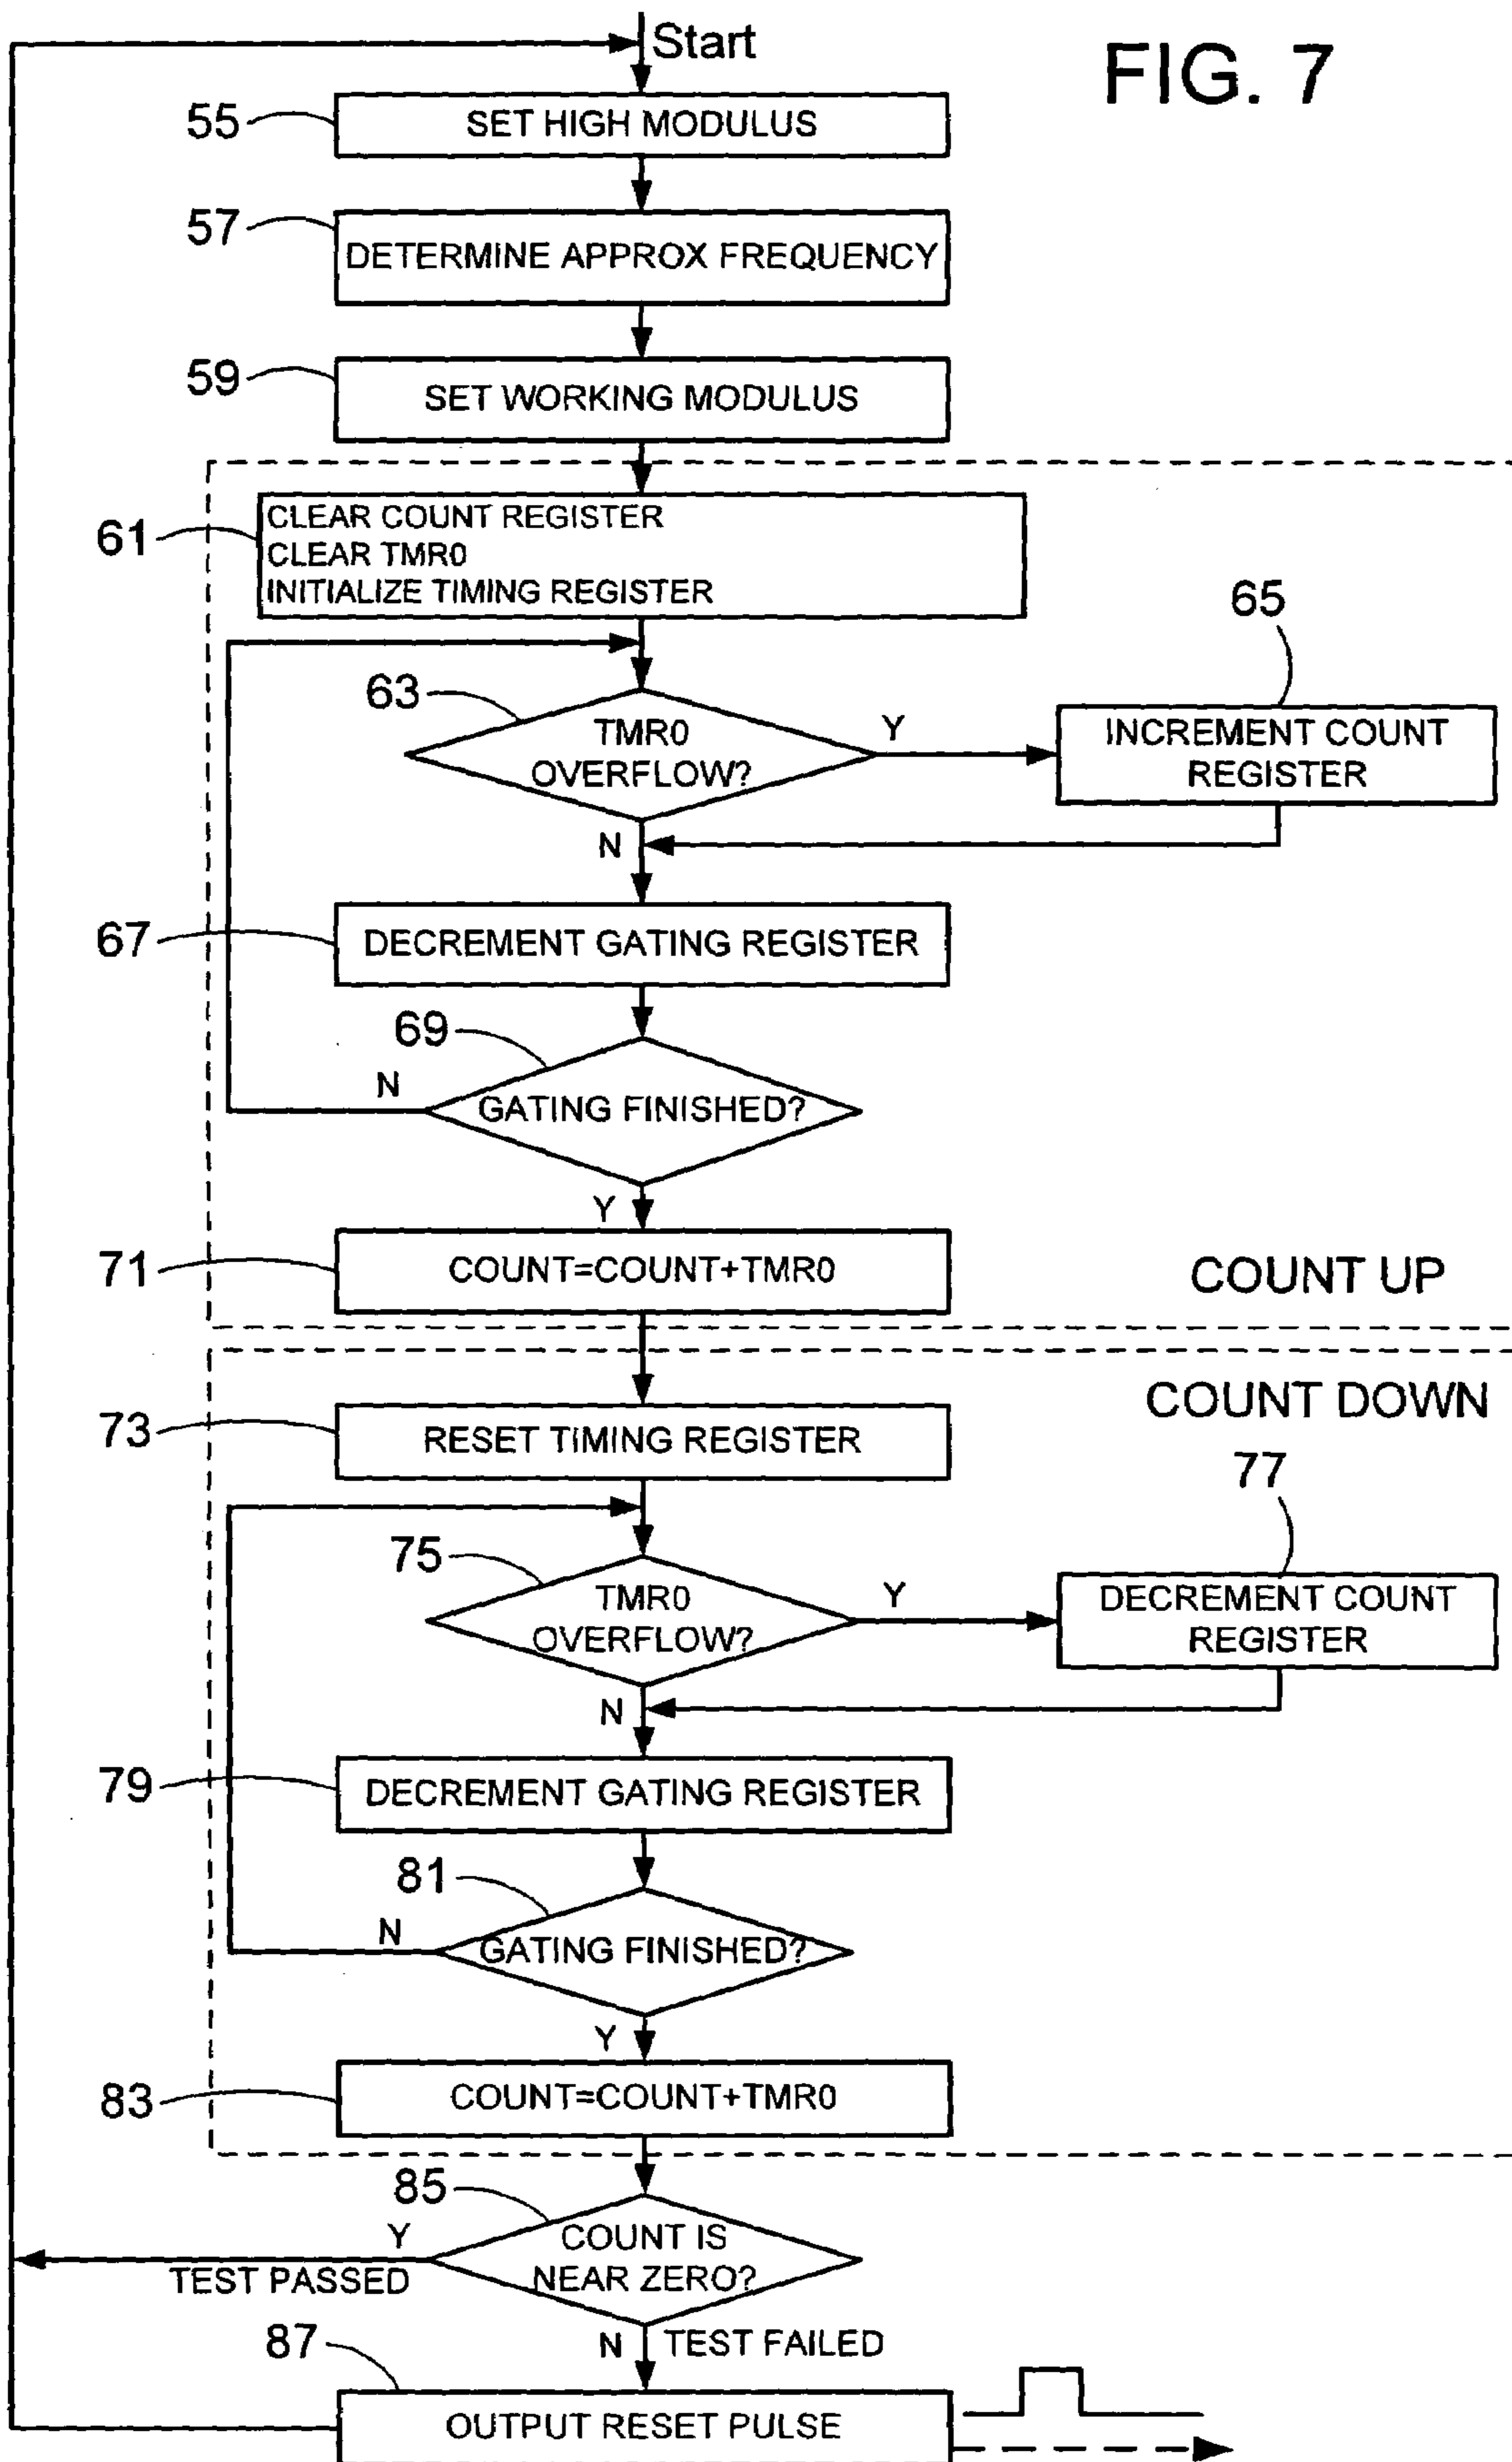 Start
FIG. 7
55
SET HIGH MODULUS
57
DETERMINE APPROX FREQUENCY
59
SET WORKING MODULUS
61
CLEAR COUNT REGISTER
CLEAR TMR0
INITIALIZE TIMING REGISTER
65
63
TMR0
OVERFLOW?
Y
INCREMENT COUNT
REGISTER
N
67
DECREMENT GATING REGISTER
69
N
GATING FINISHED?
Y
71
COUNT=COUNT+TMR0
COUNT UP
COUNT DOWN
73
RESET TIMING REGISTER
77
75
TMR0
OVERFLOW?
Y
DECREMENT COUNT
REGISTER
N
79
DECREMENT GATING REGISTER
81
N
GATING FINISHED?
Y
83
COUNT=COUNT+TMR0
85
Y
COUNT IS
NEAR ZERO?
TEST PASSED
87
N
TEST FAILED
OUTPUT RESET PULSE